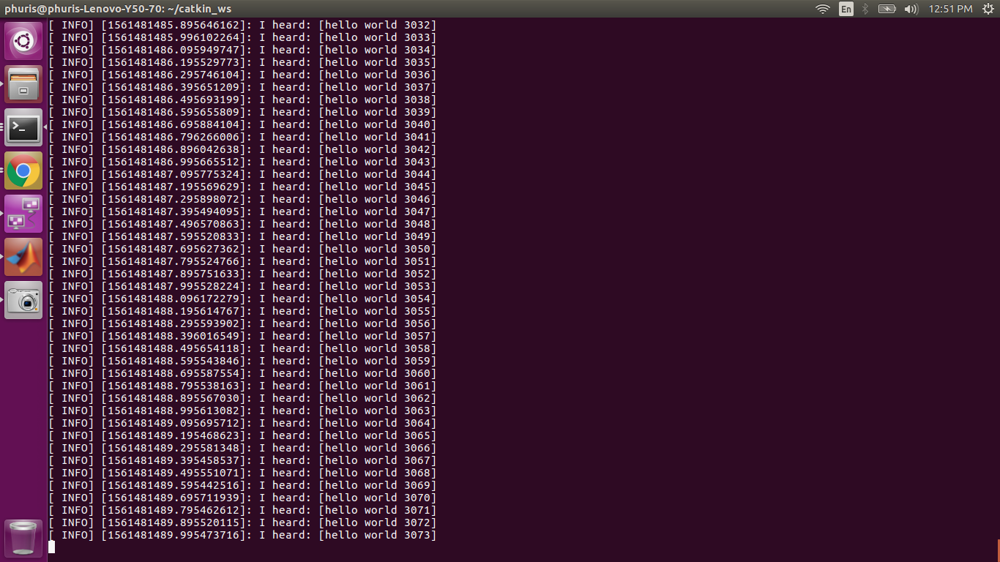 phuris@phuris-Lenovo-Y50-70: ~/catkin_ws En 12:51 PM
[ INFO] [1561481485.895646162]: I heard: [hello world 3032]
[ INFO] [1561481485.996102264]: I heard: [hello world 3033]
[ INFO] [1561481486.095949747]: I heard: [hello world 3034]
[ INFO] [1561481486.195529773]: I heard: [hello world 3035]
[ INFO] [1561481486.295746104]: I heard: [hello world 3036]
[ INFO] [1561481486.395651209]: I heard: [hello world 3037]
[ INFO] [1561481486.495693199]: I heard: [hello world 3038]
[ INFO] [1561481486.595655809]: I heard: [hello world 3039]
[ INFO] [1561481486.695884104]: I heard: [hello world 3040]
[ INFO] [1561481486.796266006]: I heard: [hello world 3041]
[ INFO] [1561481486.896042638]: I heard: [hello world 3042]
[ INFO] [1561481486.995665512]: I heard: [hello world 3043]
[ INFO] [1561481487.095775324]: I heard: [hello world 3044]
[ INFO] [1561481487.195569629]: I heard: [hello world 3045]
[ INFO] [1561481487.295898072]: I heard: [hello world 3046]
[ INFO] [1561481487.395494095]: I heard: [hello world 3047]
[ INFO] [1561481487.496570863]: I heard: [hello world 3048]
[ INFO] [1561481487.595520833]: I heard: [hello world 3049]
[ INFO] [1561481487.695627362]: I heard: [hello world 3050]
[ INFO] [1561481487.795524766]: I heard: [hello world 3051]
[ INFO] [1561481487.895751633]: I heard: [hello world 3052]
[ INFO] [1561481487.995528224]: I heard: [hello world 3053]
[ INFO] [1561481488.096172279]: I heard: [hello world 3054]
[ INFO] [1561481488.195614767]: I heard: [hello world 3055]
[ INFO] [1561481488.295593902]: I heard: [hello world 3056]
[ INFO] [1561481488.396016549]: I heard: [hello world 3057]
[ INFO] [1561481488.495654118]: I heard: [hello world 3058]
[ INFO] [1561481488.595543846]: I heard: [hello world 3059]
[ INFO] [1561481488.695587554]: I heard: [hello world 3060]
[ INFO] [1561481488.795538163]: I heard: [hello world 3061]
[ INFO] [1561481488.895567030]: I heard: [hello world 3062]
[ INFO] [1561481488.995613082]: I heard: [hello world 3063]
[ INFO] [1561481489.095695712]: I heard: [hello world 3064]
[ INFO] [1561481489.195468623]: I heard: [hello world 3065]
[ INFO] [1561481489.295581348]: I heard: [hello world 3066]
[ INFO] [1561481489.395458537]: I heard: [hello world 3067]
[ INFO] [1561481489.495551071]: I heard: [hello world 3068]
[ INFO] [1561481489.595442516]: I heard: [hello world 3069]
[ INFO] [1561481489.695711939]: I heard: [hello world 3070]
[ INFO] [1561481489.795462612]: I heard: [hello world 3071]
[ INFO] [1561481489.895520115]: I heard: [hello world 3072]
[ INFO] [1561481489.995473716]: I heard: [hello world 3073]